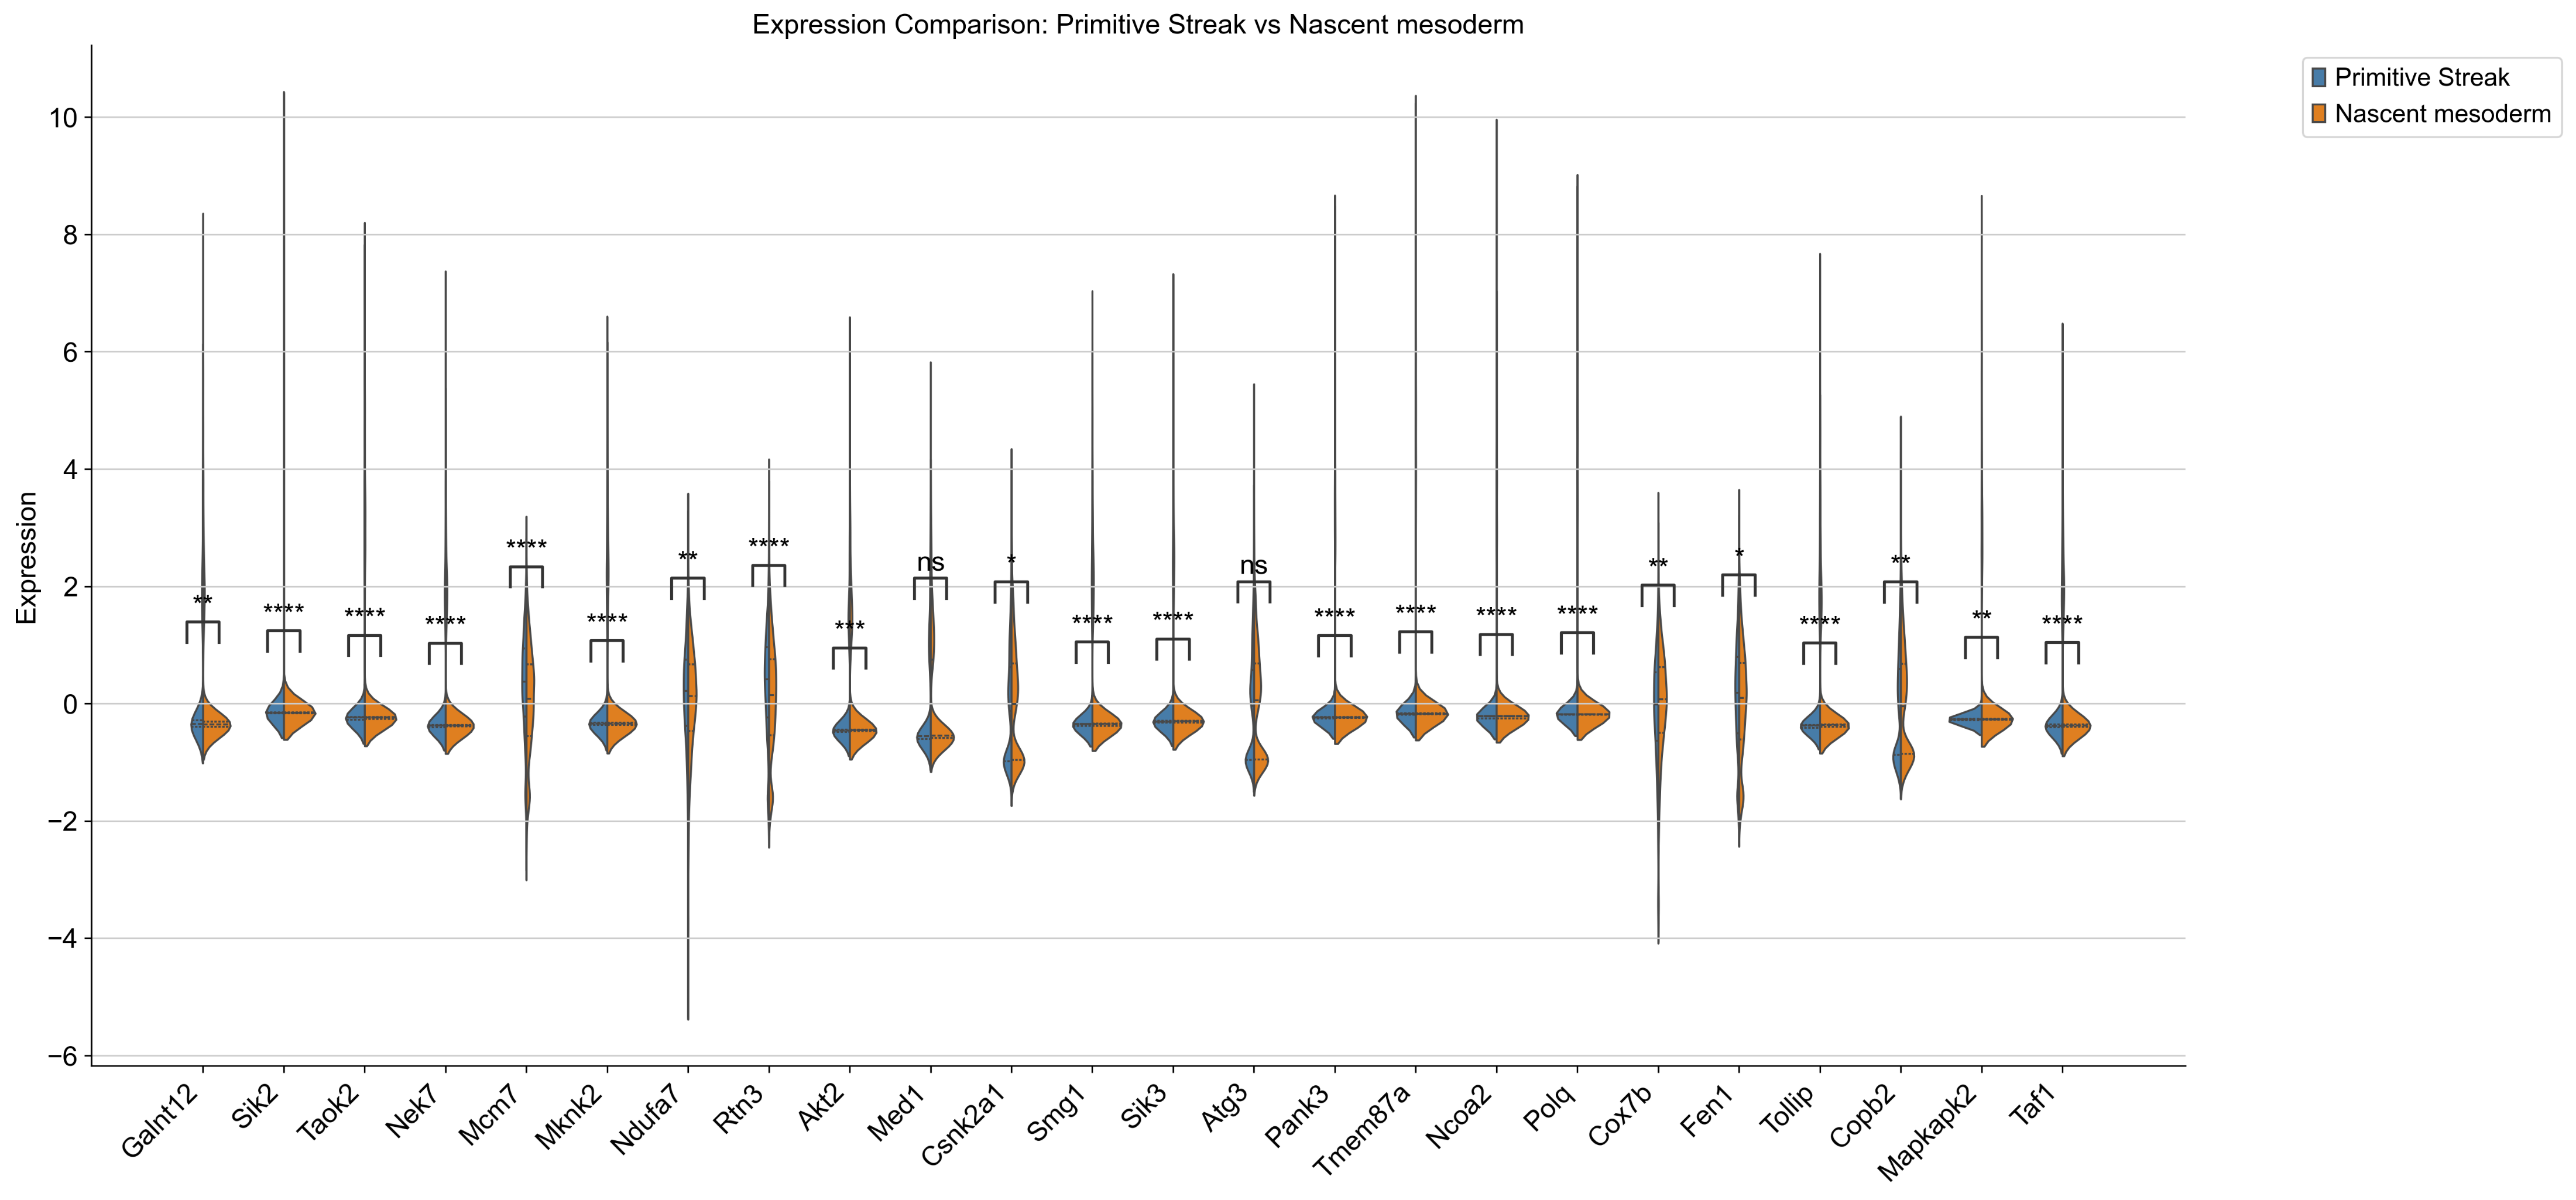 Expression Comparison: Primitive Streak vs Nascent mesoderm
Primitive Streak
Nascent mesoderm
Expression
10
8
6
4
2
0
−2
−4
−6
**
****
****
****
****
****
**
****
***
ns
*
****
****
ns
****
****
****
****
**
*
****
**
**
****
Galnt12
Sik2
Taok2
Nek7
Mcm7
Mknk2
Ndufa7
Rtn3
Akt2
Med1
Csnk2a1
Smg1
Sik3
Atg3
Pank3
Tmem87a
Ncoa2
Polq
Cox7b
Fen1
Tollip
Copb2
Mapkapk2
Taf1